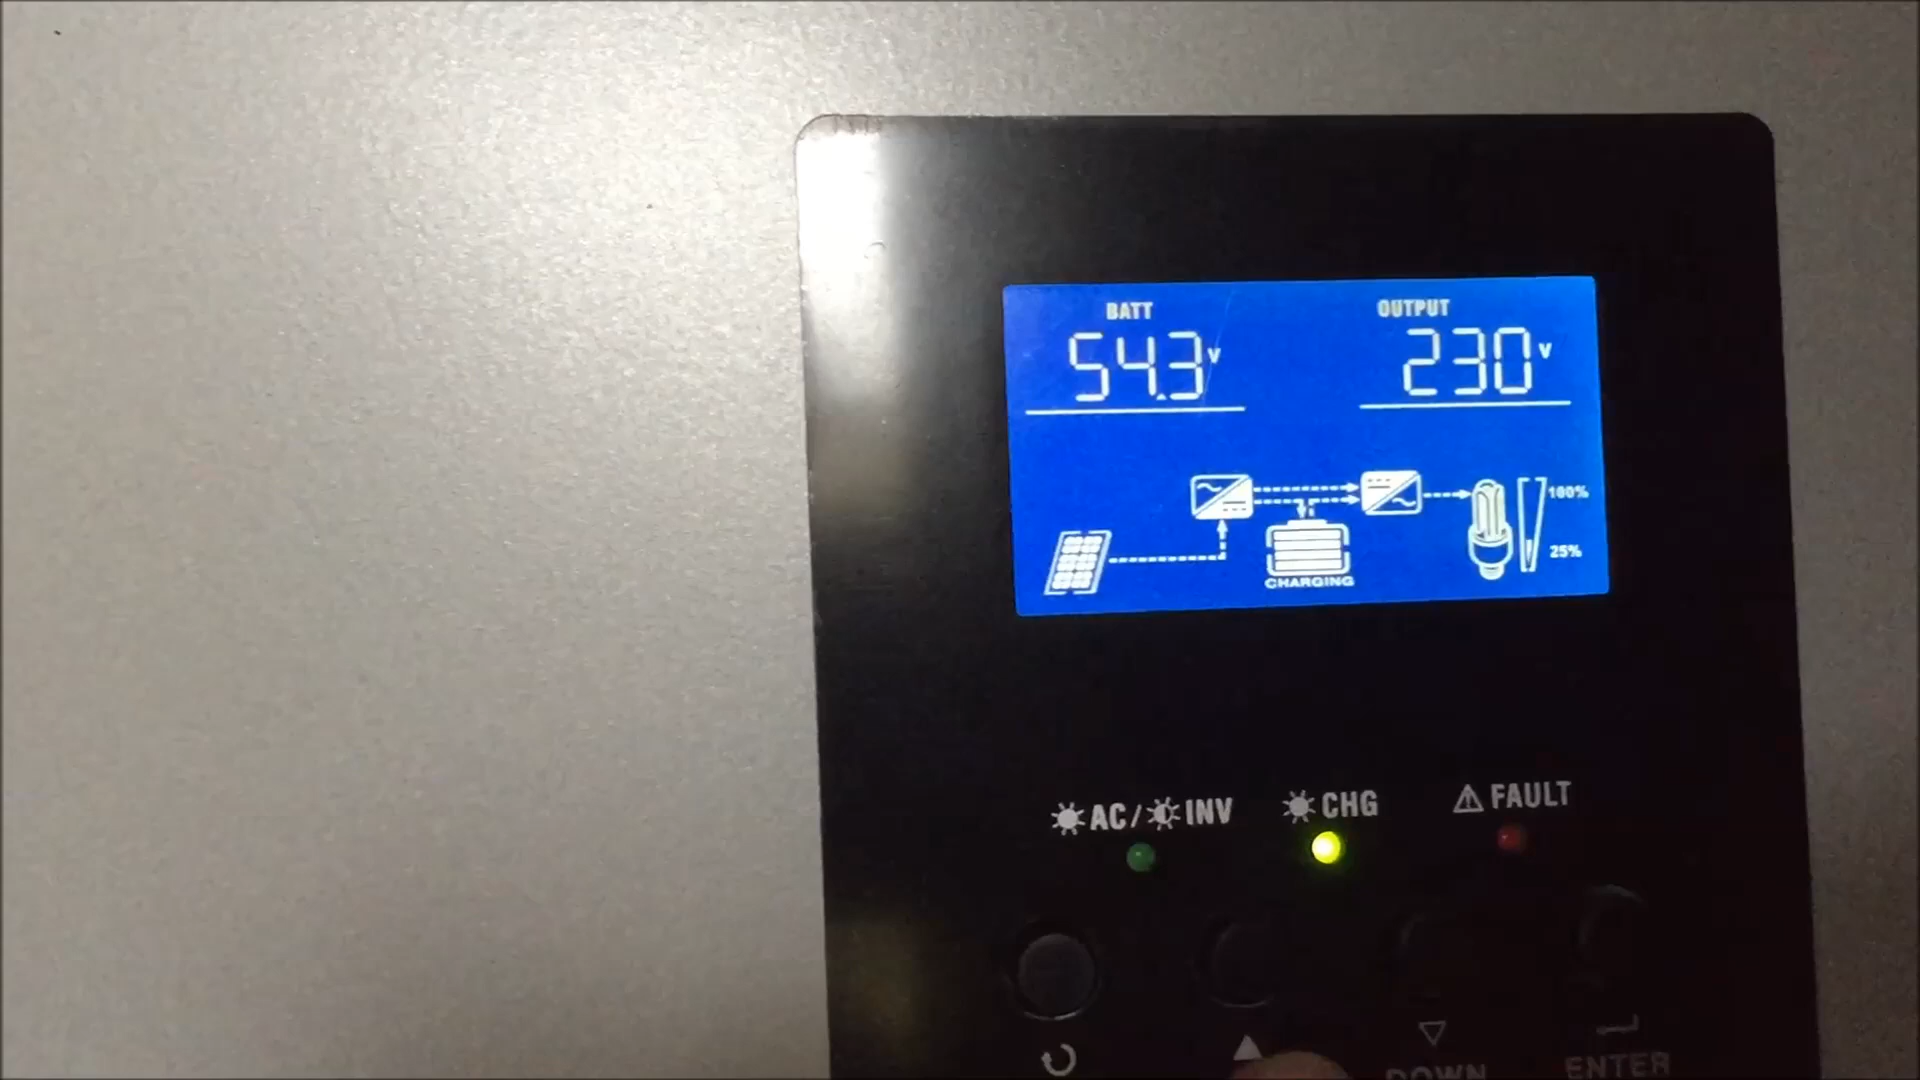 BATT OUTPUT
54.3V 230V
100%
25%
CHARGING
AC/ INV CHG FAULT
DOWN ENTER